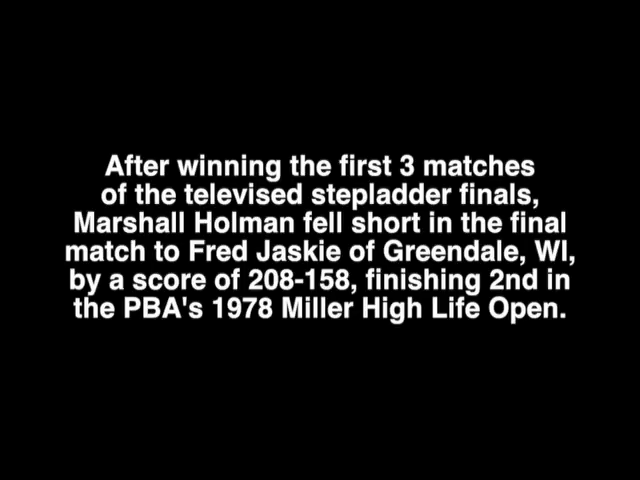 After winning the first 3 matches
of the televised stepladder finals,
Marshall Holman fell short in the final
match to Fred Jaskie of Greendale, WI,
by a score of 208-158, finishing 2nd in
the PBA's 1978 Miller High Life Open.